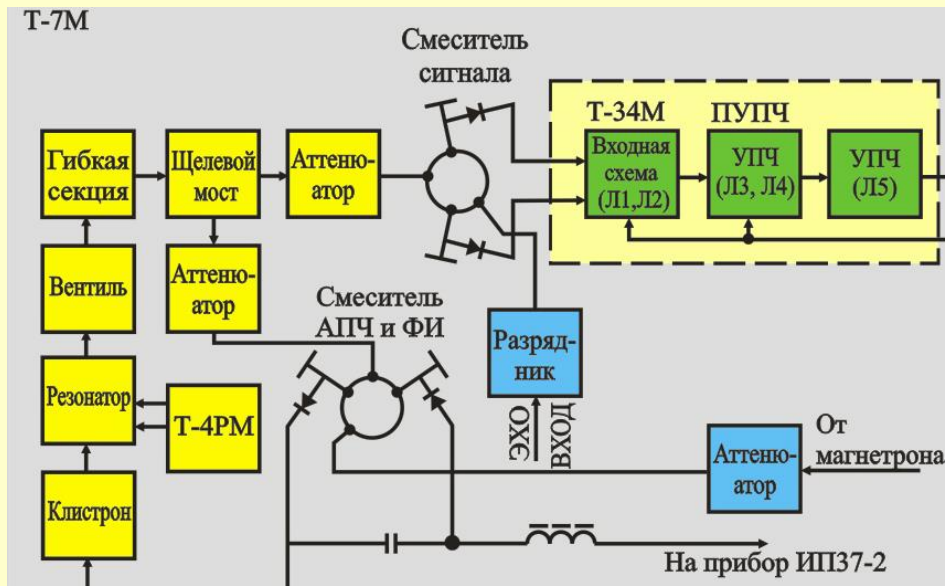 Т-7М
Смеситель
сигнала
Т-34М
ПУПЧ
Гибкая
секция
Щелевой
мост
Аттеню-
атор
Входная
схема
(Л1,Л2)
УПЧ
(Л3, Л4)
УПЧ
(Л5)
Вентиль
Аттеню-
атор
Смеситель
АПЧ и ФИ
Разряд-
ник
Резонатор
Т-4РМ
ЭХО
ВХОД
От
магнетрона
Аттеню-
атор
Клистрон
На прибор ИП37-2